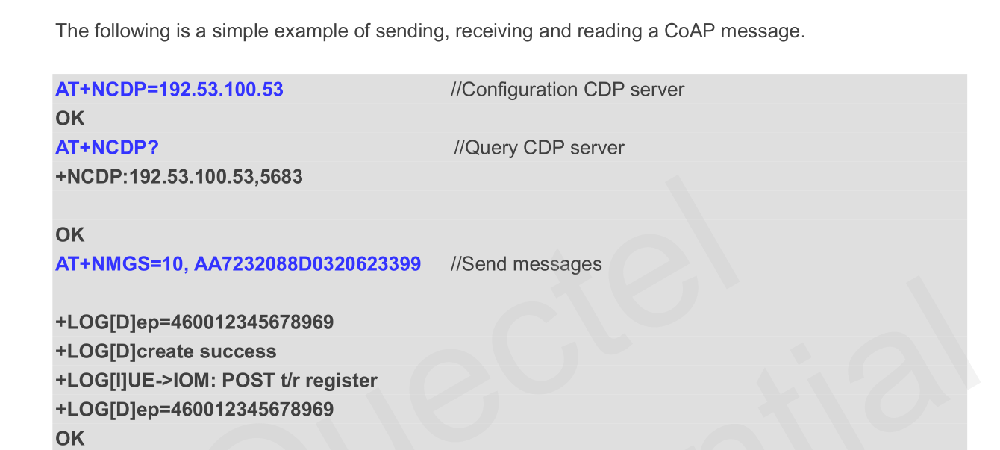 The following is a simple example of sending, receiving and reading a CoAP message.
AT+NCDP=192.53.100.53 //Configuration CDP server
OK
AT+NCDP? //Query CDP server
+NCDP:192.53.100.53,5683
OK
AT+NMGS=10, AA7232088D0320623399 //Send messages
+LOG[D]ep=460012345678969
+LOG[D]create success
+LOG[I]UE->IOM: POST t/r register
+LOG[D]ep=460012345678969
OK
Quectel